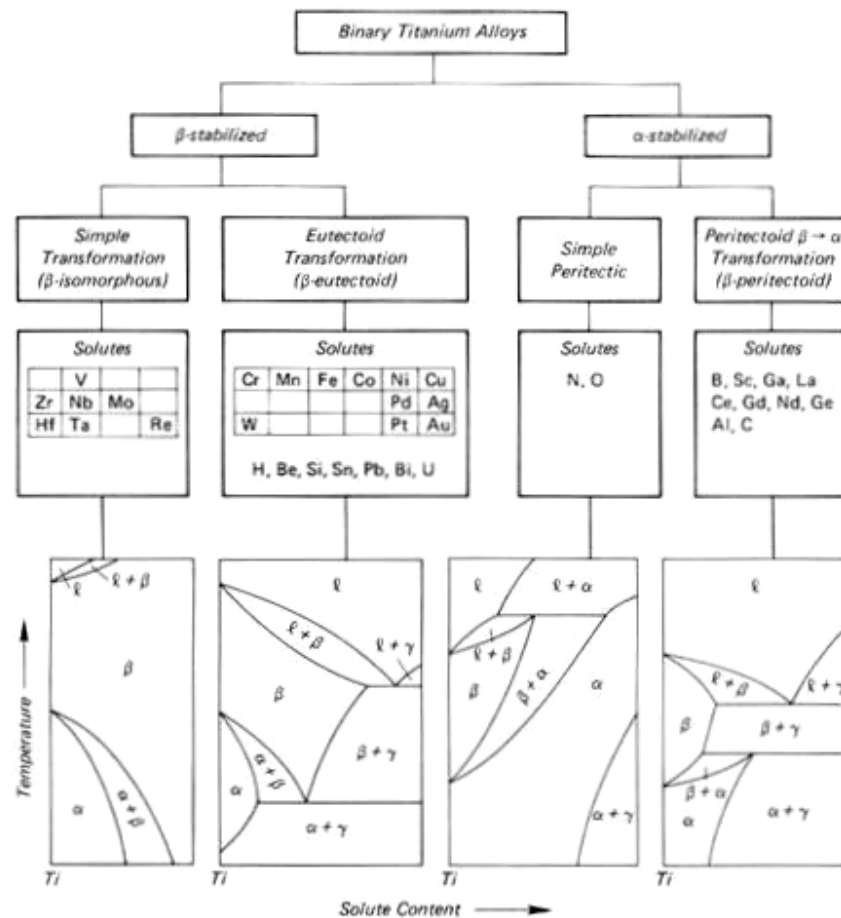 Binary Titanium Alloys
β-stabilized
α-stabilized
Simple
Transformation
(β-isomorphous)
Eutectoid
Transformation
(β-eutectoid)
Simple
Peritectic
Peritectoid β → α
Transformation
(β-peritectoid)
Solutes
V
Zr Nb Mo
Hf Ta Re
Solutes
Cr Mn Fe Co Ni Cu
Pd Ag
W Pt Au
H, Be, Si, Sn, Pb, Bi, U
Solutes
N, O
Solutes
B, Sc, Ga, La
Ce, Gd, Nd, Ge
Al, C
Temperature
ℓ
ℓ + β
β
α
α + β
Ti
ℓ
ℓ + β
ℓ + γ
β
β + γ
α
α + β
α + γ
Ti
ℓ
ℓ + α
ℓ + β
β
β + α
α
α + γ
Ti
ℓ
ℓ + β
ℓ + γ
β
β + γ
β + α
α
α + γ
Ti
Solute Content